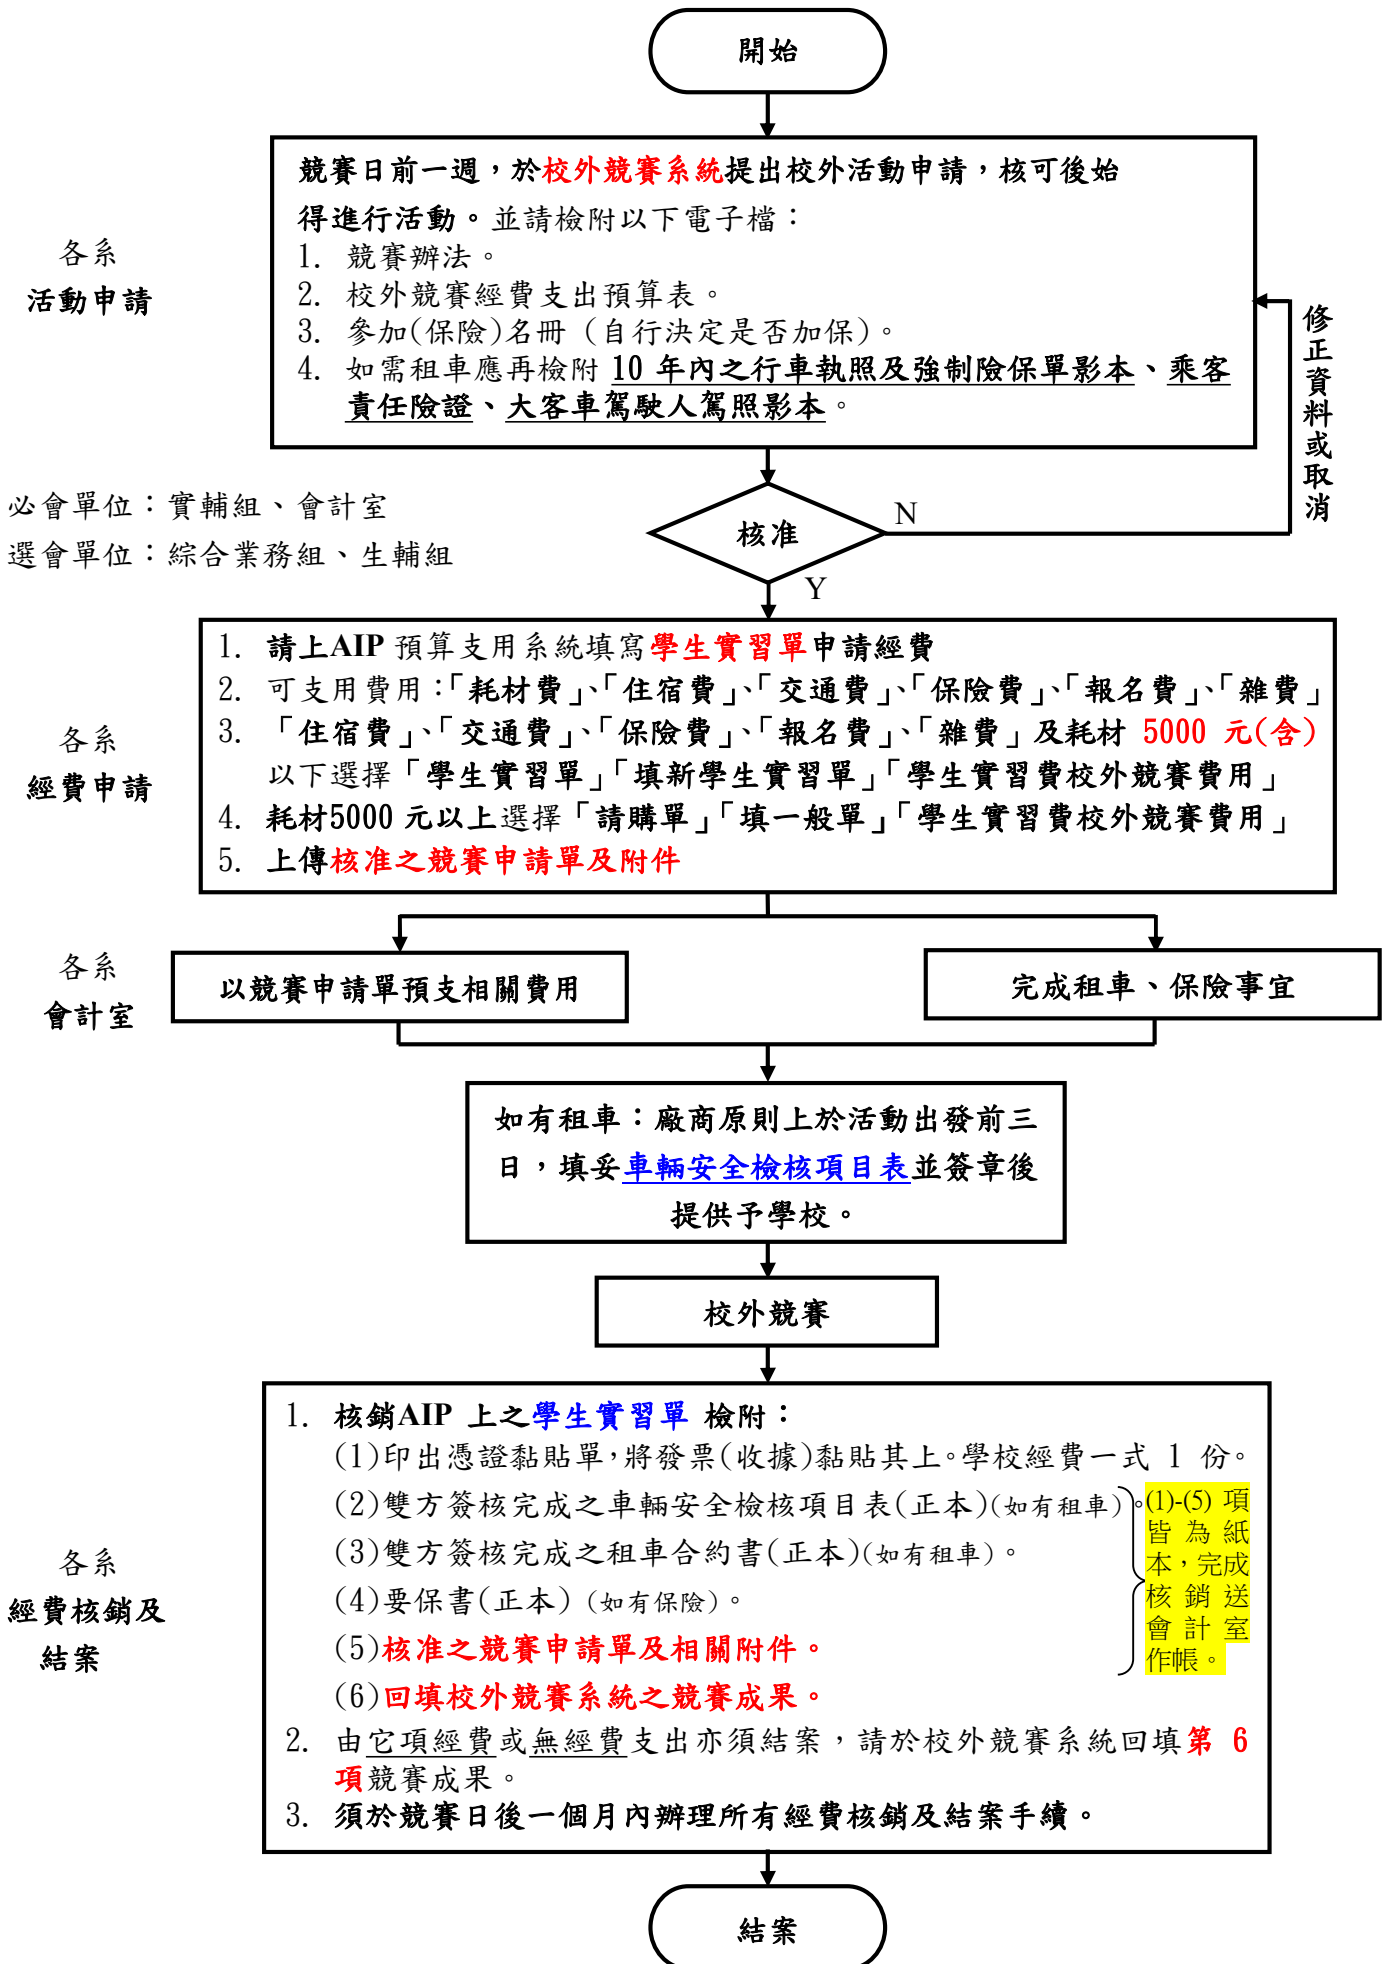 開始
競賽日前一週，於校外競賽系統提出校外活動申請，核可後始
得進行活動。並請檢附以下電子檔：
1. 競賽辦法。
2. 校外競賽經費支出預算表。
3. 參加(保險)名冊 (自行決定是否加保)。
4. 如需租車應再檢附 10 年內之行車執照及強制險保單影本、乘客
責任險證、大客車駕駛人駕照影本。
各系
活動申請
修正資料或取消
必會單位：實輔組、會計室
選會單位：綜合業務組、生輔組
核准
N
Y
1. 請上AIP 預算支用系統填寫學生實習單申請經費
2. 可支用費用：「耗材費」、「住宿費」、「交通費」、「保險費」、「報名費」、「雜費」
3. 「住宿費」、「交通費」、「保險費」、「報名費」、「雜費」及耗材 5000 元(含)
以下選擇「學生實習單」「填新學生實習單」「學生實習費校外競賽費用」
4. 耗材5000 元以上選擇「請購單」「填一般單」「學生實習費校外競賽費用」
5. 上傳核准之競賽申請單及附件
各系
經費申請
各系
會計室
以競賽申請單預支相關費用
完成租車、保險事宜
如有租車：廠商原則上於活動出發前三
日，填妥車輛安全檢核項目表並簽章後
提供予學校。
校外競賽
1. 核銷AIP 上之學生實習單 檢附：
(1)印出憑證黏貼單，將發票(收據)黏貼其上。學校經費一式 1 份。
(2)雙方簽核完成之車輛安全檢核項目表(正本)(如有租車)。
(3)雙方簽核完成之租車合約書(正本)(如有租車)。
(4)要保書(正本) (如有保險)。
(5)核准之競賽申請單及相關附件。
(6)回填校外競賽系統之競賽成果。
2. 由它項經費或無經費支出亦須結案，請於校外競賽系統回填第 6
項競賽成果。
3. 須於競賽日後一個月內辦理所有經費核銷及結案手續。
(1)-(5) 項
皆為紙
本，完成
核銷送
會計室
作帳。
各系
經費核銷及
結案
結案